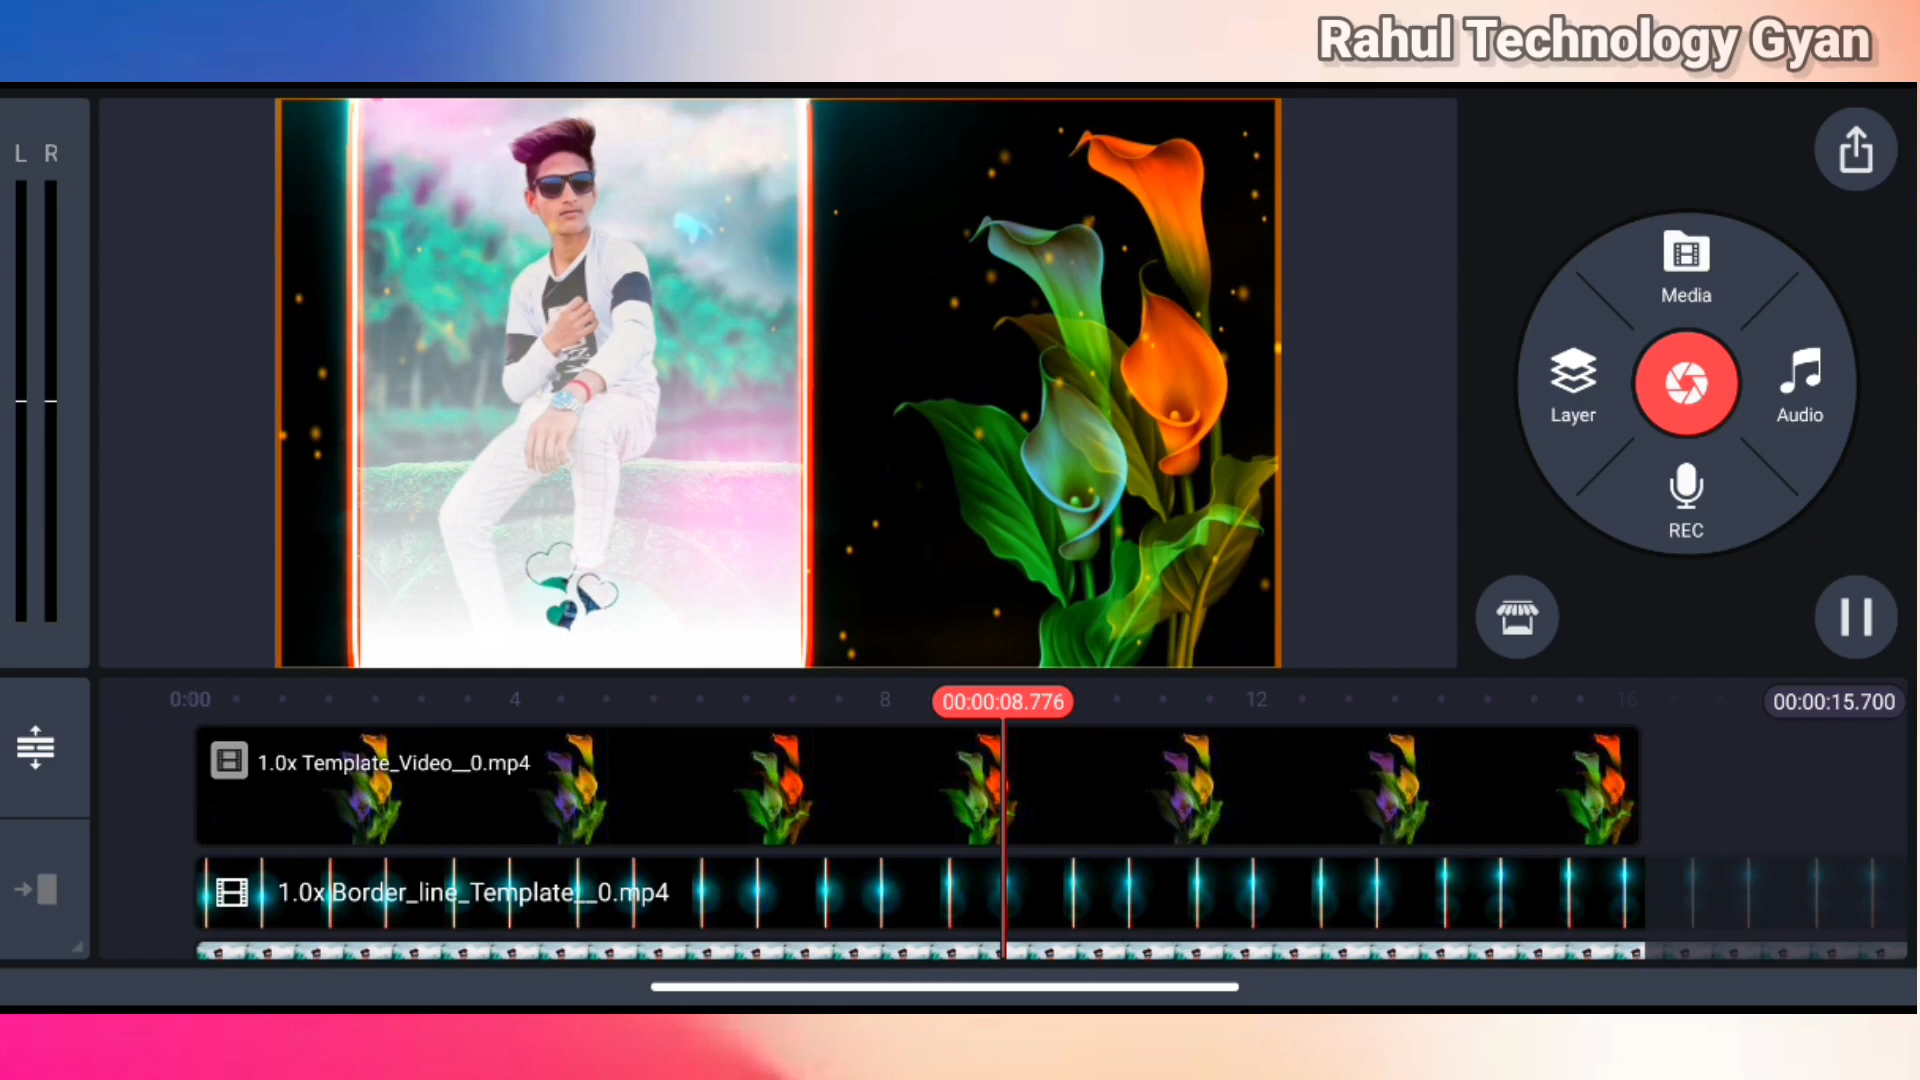 Rahul Technology Gyan
L R
Media
Layer
Audio
REC
0:00 4 8 00:00:08.776 12 16 00:00:15.700
1.0x Template_Video__0.mp4
1.0x Border_line_Template__0.mp4